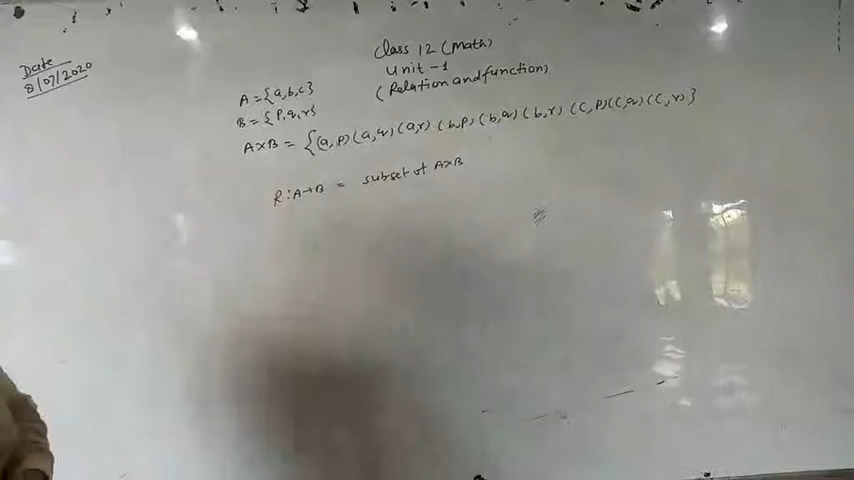 Class 12 (Math)
Unit - 1
(Relation and function)
Date
8/07/2020
A = {a,b,c}
B = {p,q,r}
A×B = {(a,p)(a,q)(a,r)(b,p)(b,q)(b,r)(c,p)(c,q)(c,r)}
R:A→B = subset of A×B